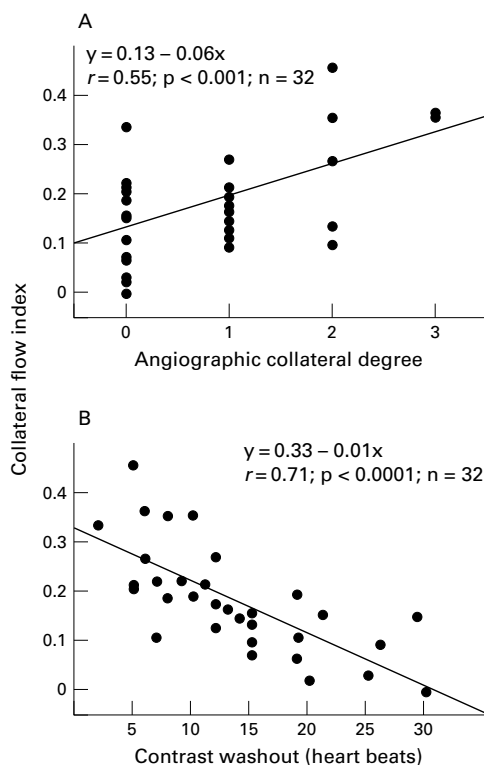 A
y = 0.13 – 0.06x
r = 0.55; p < 0.001; n = 32
0.4
0.3
0.2
0.1
0
0 1 2 3
Angiographic collateral degree
Collateral flow index
B
y = 0.33 – 0.01x
r = 0.71; p < 0.0001; n = 32
0.4
0.3
0.2
0.1
0
5 10 15 20 25 30
Contrast washout (heart beats)